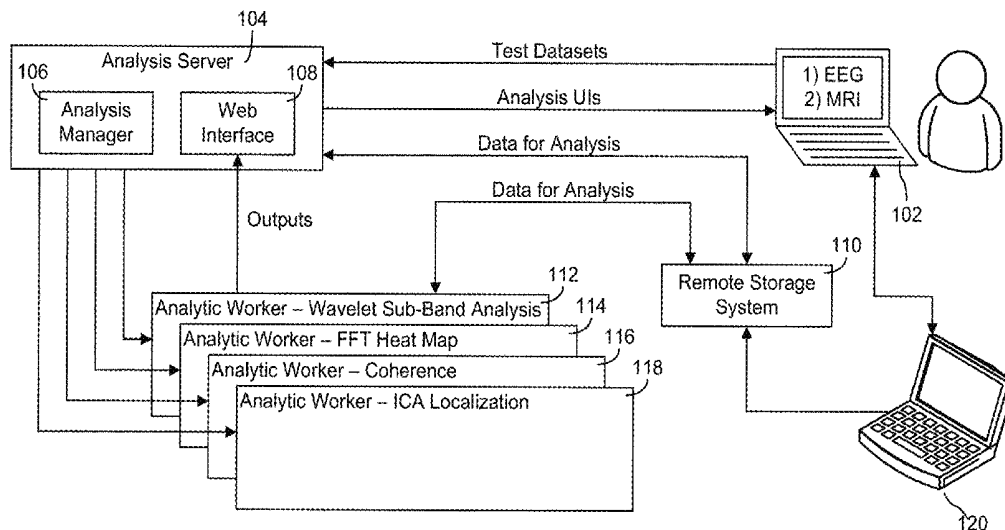 104
Analysis Server
106
Analysis
Manager
108
Web
Interface
Test Datasets
Analysis UIs
Data for Analysis
Data for Analysis
1) EEG
2) MRI
102
Outputs
110
Remote Storage
System
112
Analytic Worker – Wavelet Sub-Band Analysis
114
Analytic Worker – FFT Heat Map
116
Analytic Worker – Coherence
118
Analytic Worker – ICA Localization
120